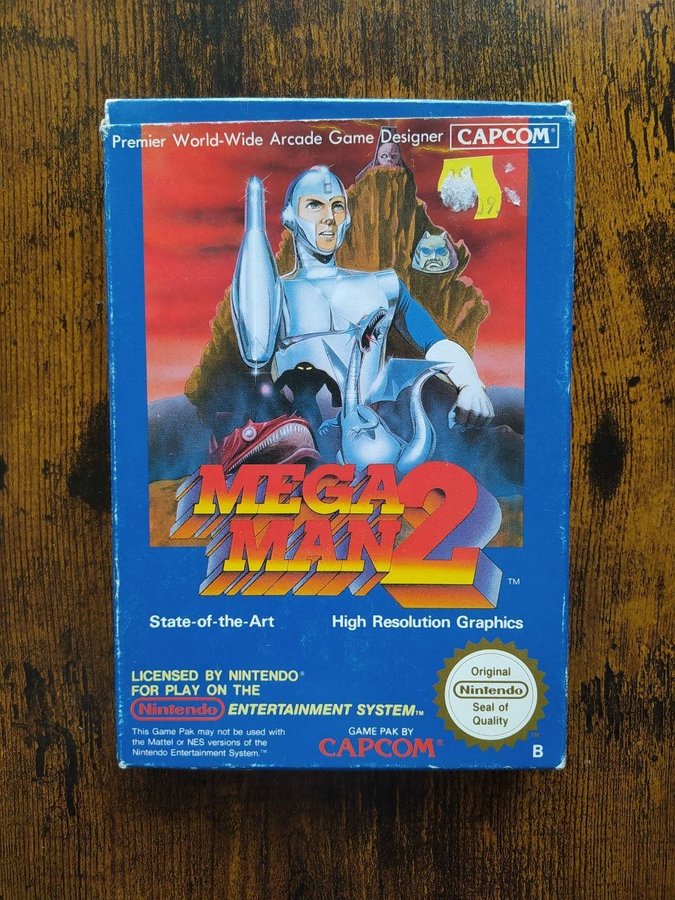 Premier World-Wide Arcade Game Designer CAPCOM®
9
MEGA
MAN 2
TM
State-of-the-Art High Resolution Graphics
LICENSED BY NINTENDO®
FOR PLAY ON THE
Nintendo ENTERTAINMENT SYSTEM™
This Game Pak may not be used with
the Mattel or NES versions of the
Nintendo Entertainment System.™
GAME PAK BY
CAPCOM®
Original
Nintendo
Seal of
Quality
TM
B